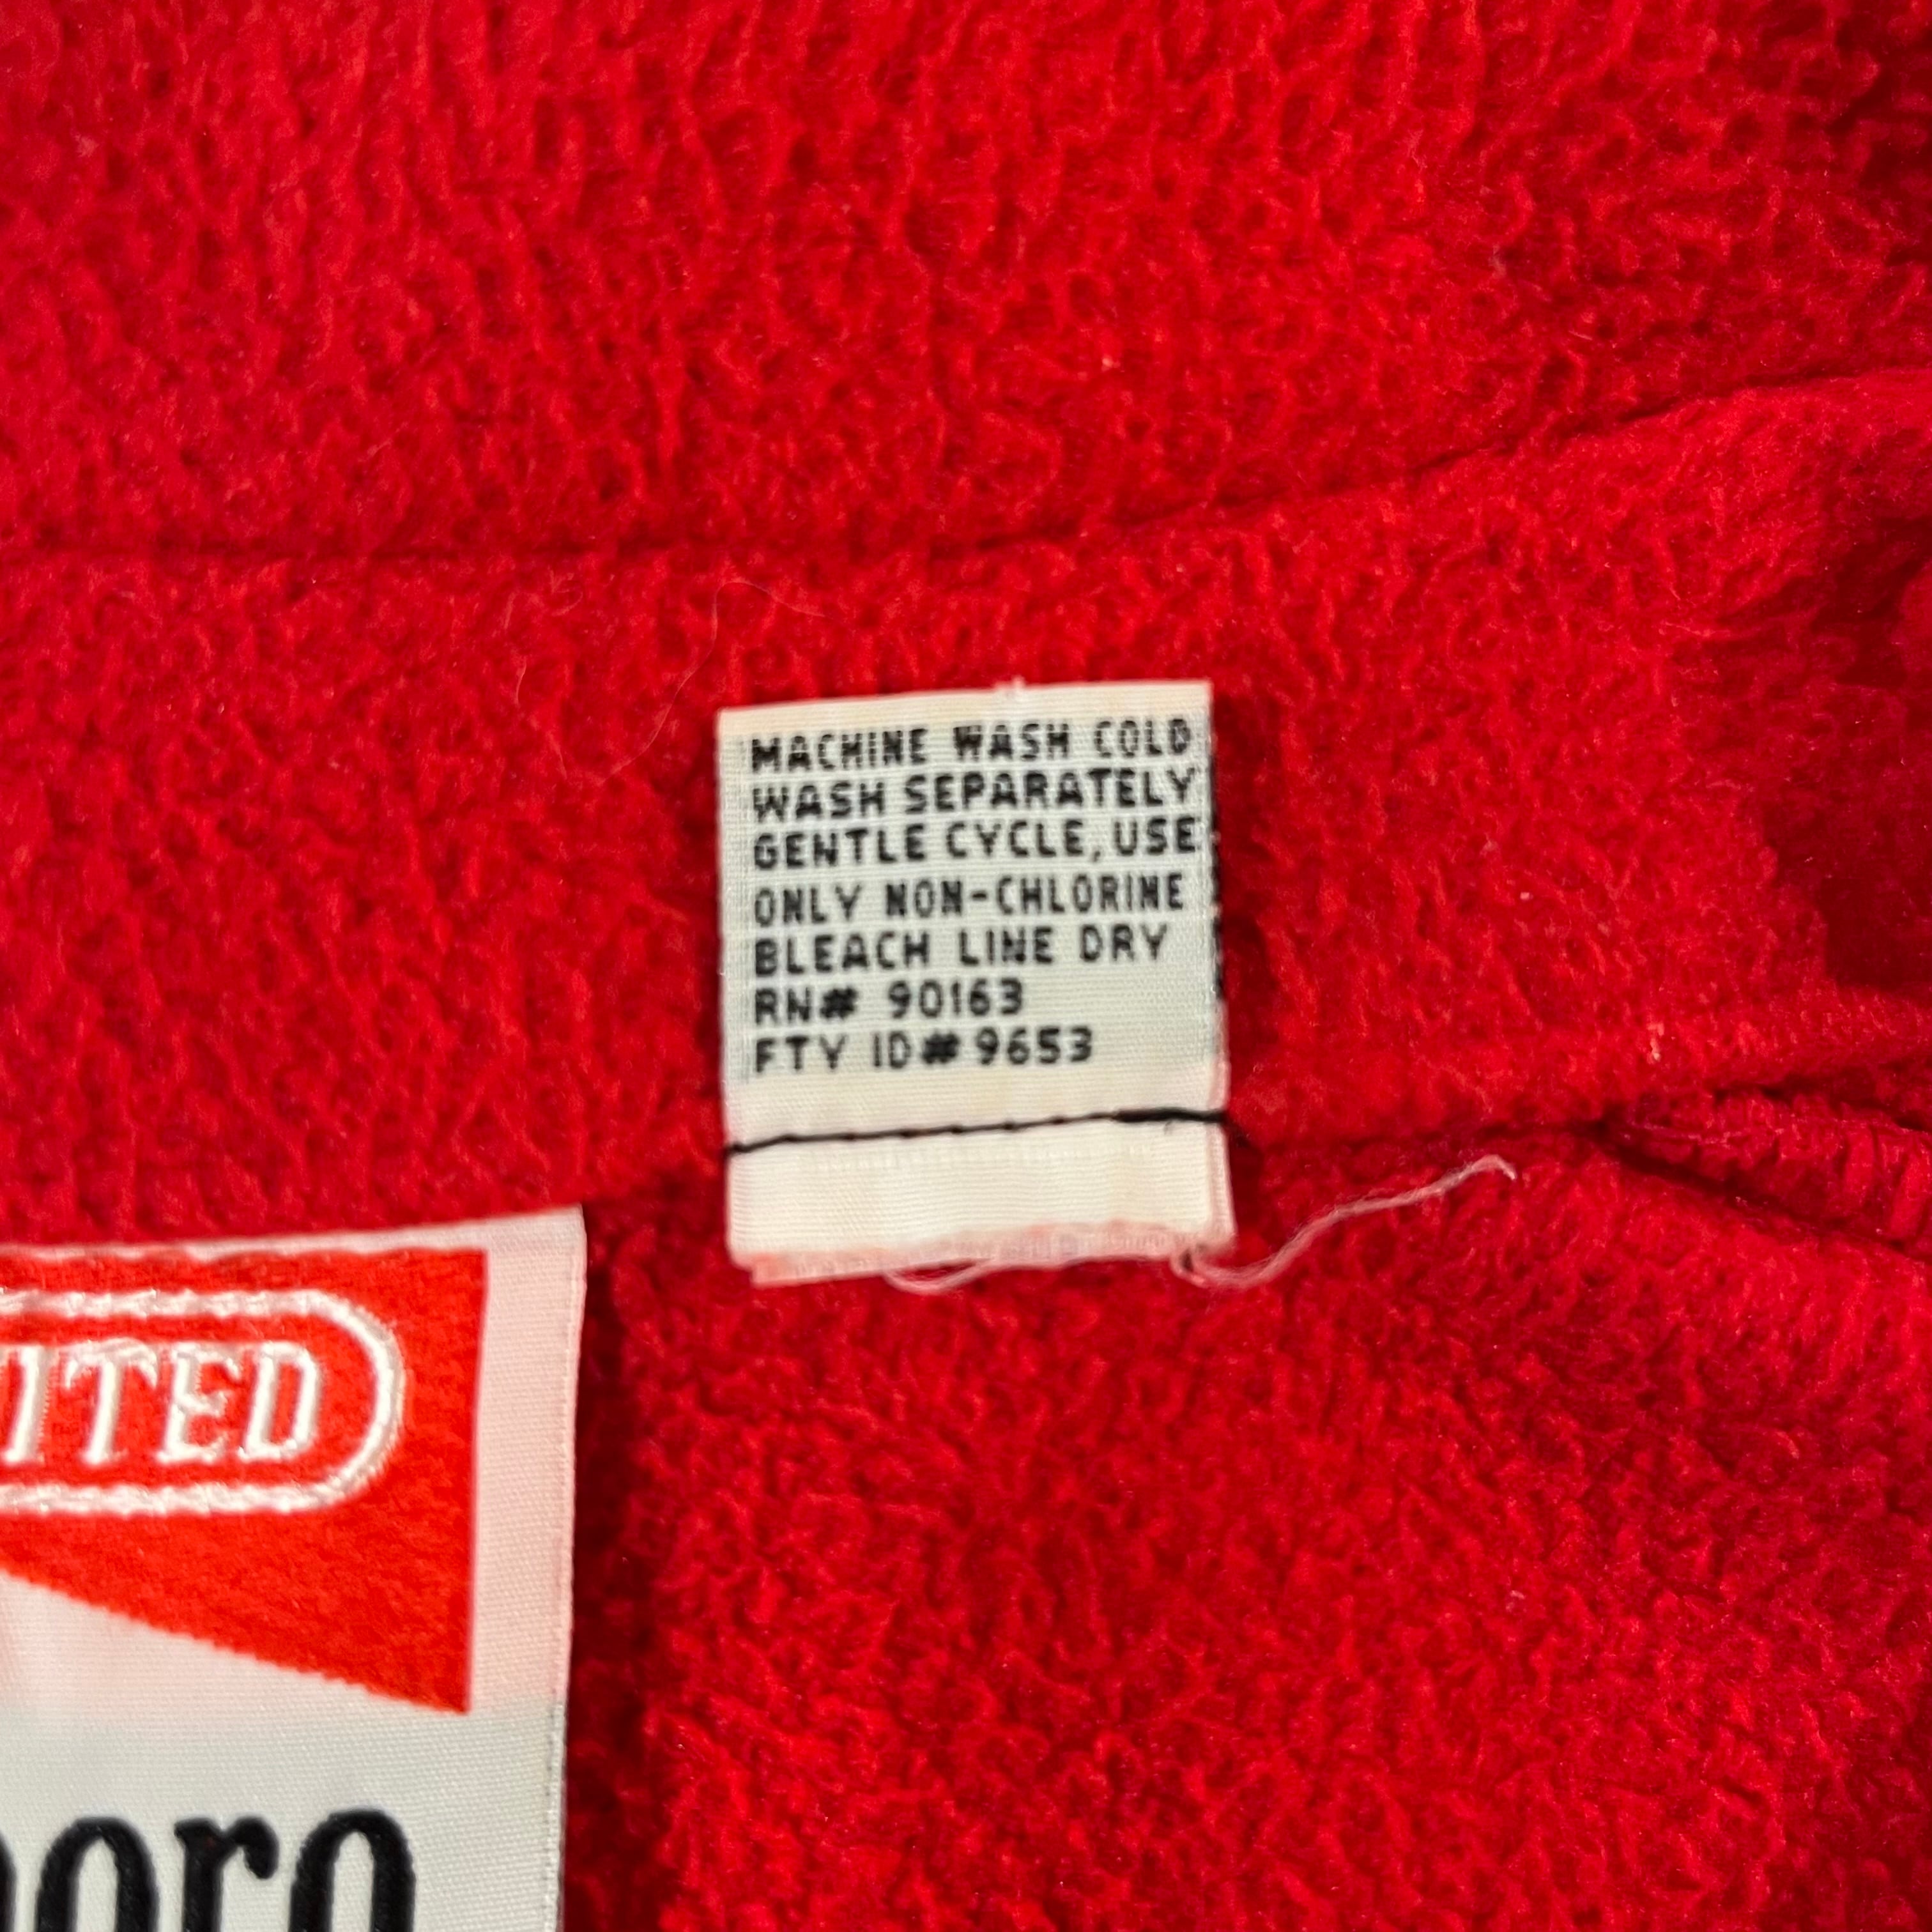 MACHINE WASH COLD
WASH SEPARATELY
GENTLE CYCLE, USE
ONLY NON-CHLORINE
BLEACH LINE DRY
RN# 90163
FTY ID# 9653
ITED
oro